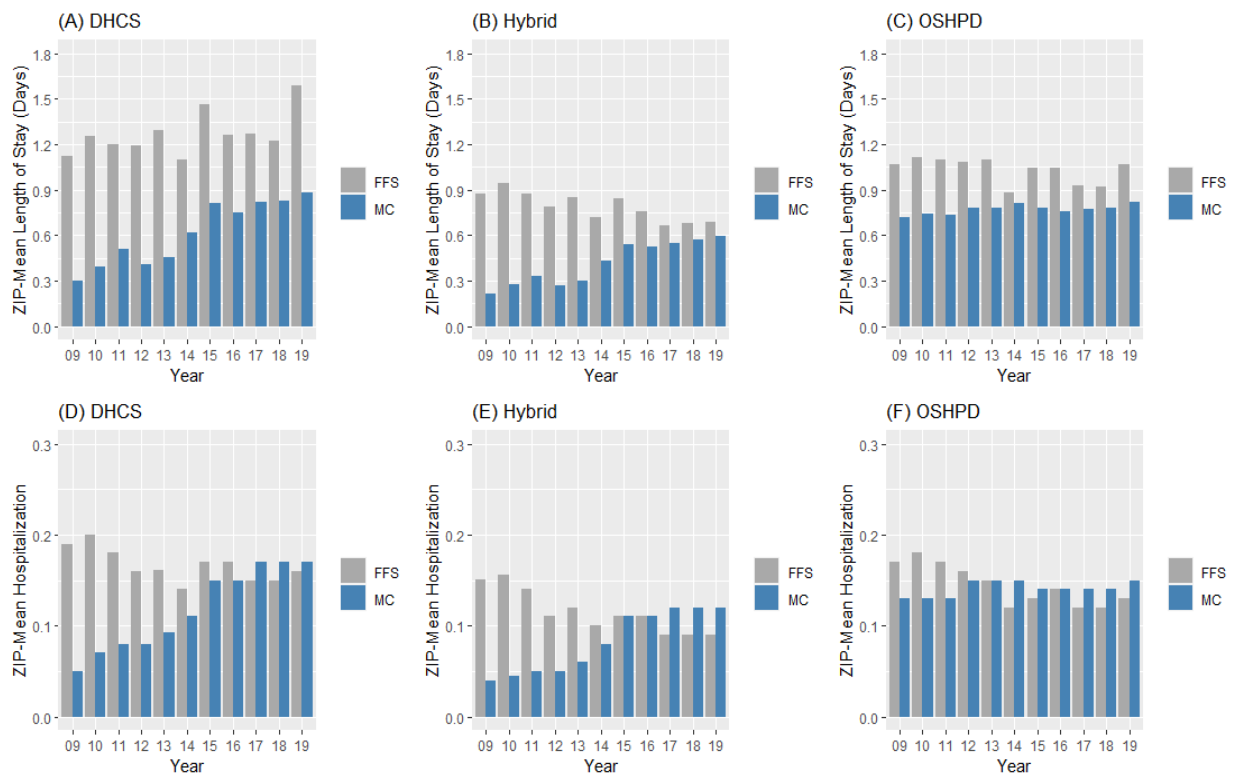 (A) DHCS
ZIP-Mean Length of Stay (Days)
1.8
1.5
1.2
0.9
0.6
0.3
0.0
09 10 11 12 13 14 15 16 17 18 19
Year
FFS
MC
(B) Hybrid
ZIP-Mean Length of Stay (Days)
1.8
1.5
1.2
0.9
0.6
0.3
0.0
09 10 11 12 13 14 15 16 17 18 19
Year
FFS
MC
(C) OSHPD
ZIP-Mean Length of Stay (Days)
1.8
1.5
1.2
0.9
0.6
0.3
0.0
09 10 11 12 13 14 15 16 17 18 19
Year
FFS
MC
(D) DHCS
ZIP-Mean Hospitalization
0.3
0.2
0.1
0.0
09 10 11 12 13 14 15 16 17 18 19
Year
FFS
MC
(E) Hybrid
ZIP-Mean Hospitalization
0.3
0.2
0.1
0.0
09 10 11 12 13 14 15 16 17 18 19
Year
FFS
MC
(F) OSHPD
ZIP-Mean Hospitalization
0.3
0.2
0.1
0.0
09 10 11 12 13 14 15 16 17 18 19
Year
FFS
MC